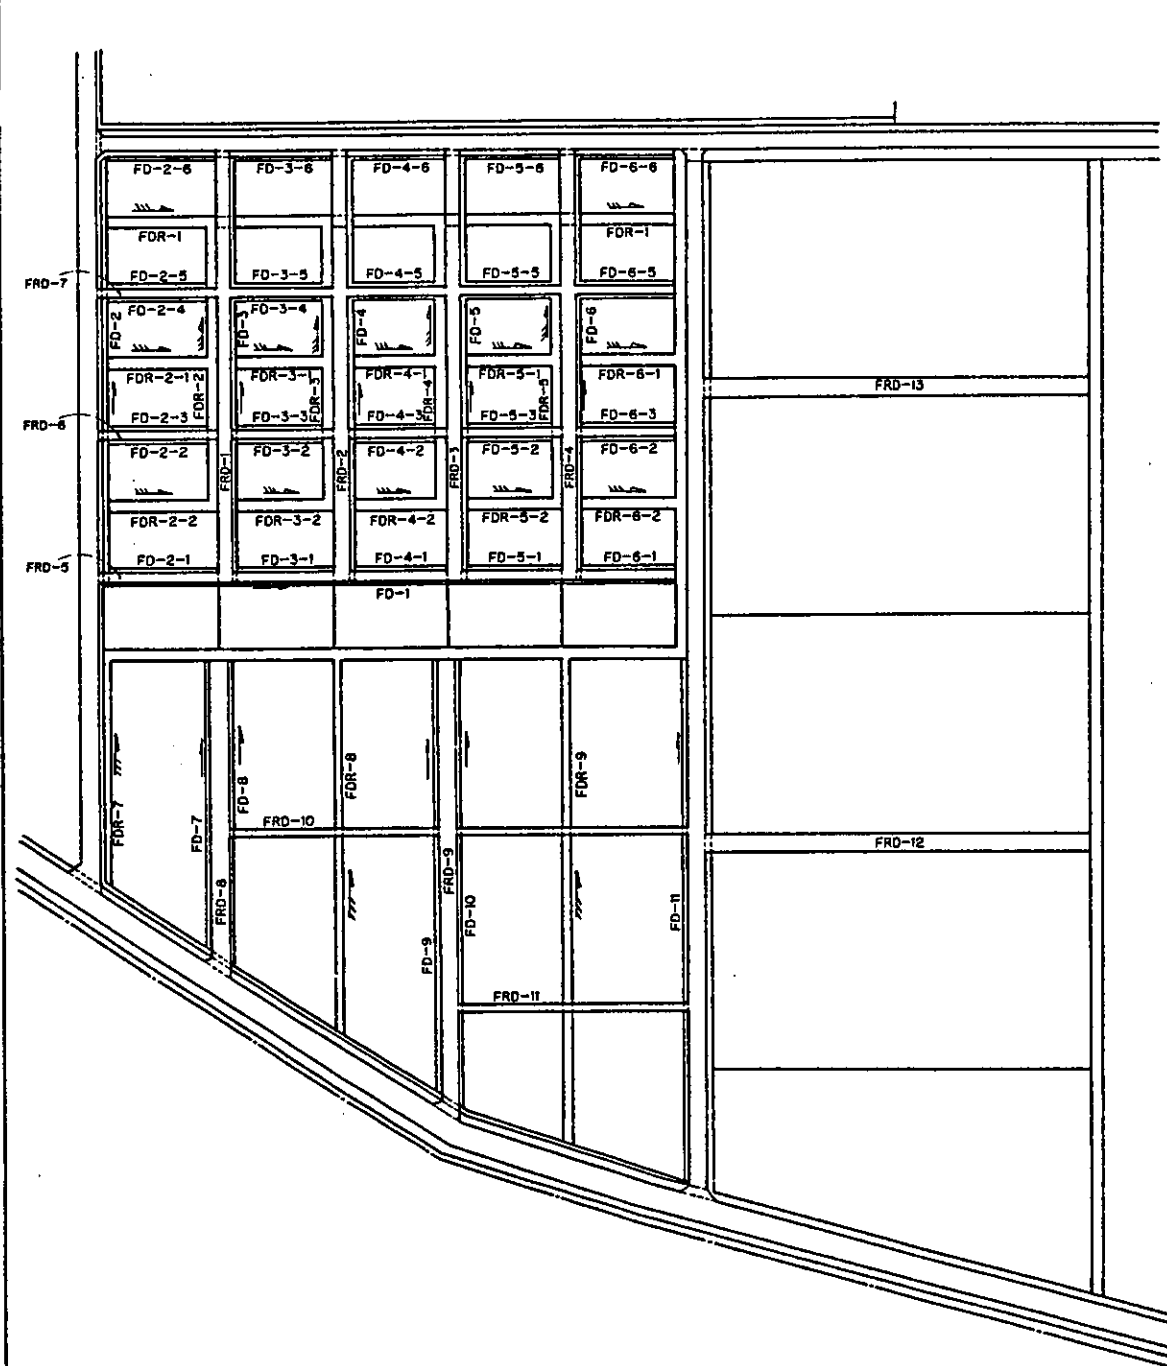 FD-2-6 FD-3-6 FD-4-6 FD-5-6 FD-6-6
FDR-1 FDR-1
FRD-7 FD-2-5 FD-3-5 FD-4-5 FD-5-5 FD-6-5
FD-2 FD-2-4 FD-3 FD-3-4 FD-4 FD-5 FD-6
FDR-2-1 FDR-2 FDR-3-1 FDR-3 FDR-4-1 FDR-4 FDR-5-1 FDR-5 FDR-6-1
FRD-13
FRD-6 FD-2-3 FD-3-3 FD-4-3 FD-5-3 FD-6-3
FD-2-2 FRD-1 FD-3-2 FRD-2 FD-4-2 FRD-3 FD-5-2 FRD-4 FD-6-2
FDR-2-2 FDR-3-2 FDR-4-2 FDR-5-2 FDR-6-2
FRD-5 FD-2-1 FD-3-1 FD-4-1 FD-5-1 FD-6-1
FD-1
FD-8 FDR-8 FDR-9
FDR-7 FD-7 FRD-10
FRD-12
FRD-8 FRD-9 FD-10 FD-11
FD-9
FRD-11